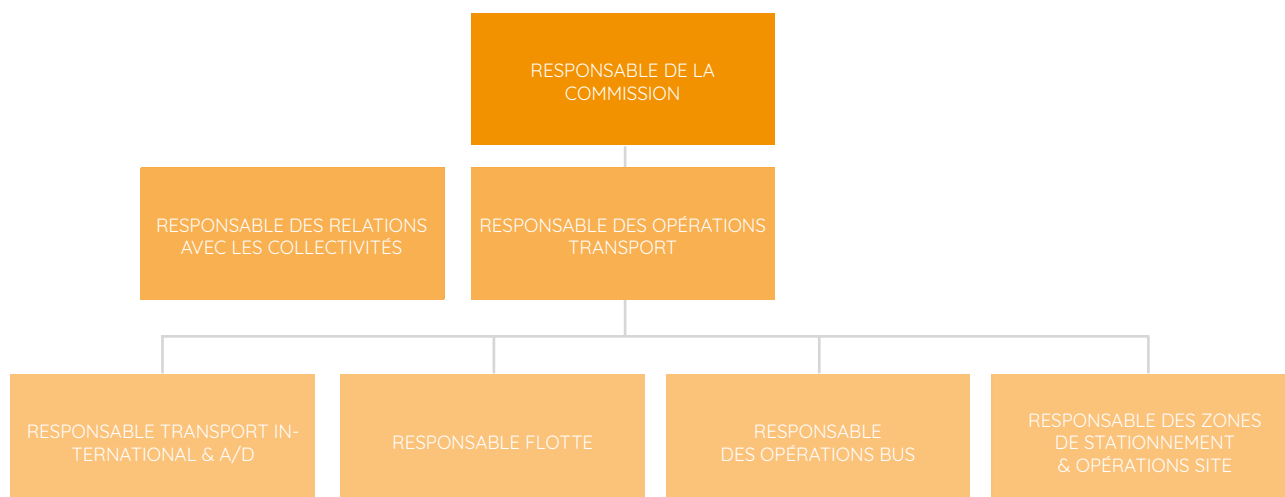 RESPONSABLE DE LA
COMMISSION
RESPONSABLE DES RELATIONS
AVEC LES COLLECTIVITÉS
RESPONSABLE DES OPÉRATIONS
TRANSPORT
RESPONSABLE TRANSPORT IN-
TERNATIONAL & A/D
RESPONSABLE FLOTTE
RESPONSABLE
DES OPÉRATIONS BUS
RESPONSABLE DES ZONES
DE STATIONNEMENT
& OPÉRATIONS SITE